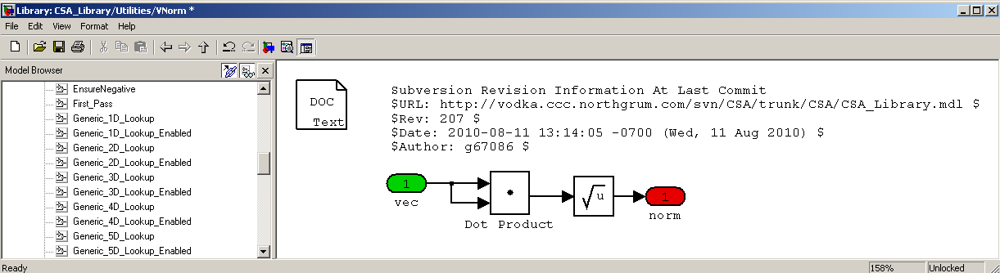 Library: CSA_Library/Utilities/VNorm *
File Edit View Format Help
Model Browser
EnsureNegative
First_Pass
Generic_1D_Lookup
Generic_1D_Lookup_Enabled
Generic_2D_Lookup
Generic_2D_Lookup_Enabled
Generic_3D_Lookup
Generic_3D_Lookup_Enabled
Generic_4D_Lookup
Generic_4D_Lookup_Enabled
Generic_5D_Lookup
Generic_5D_Lookup_Enabled
DOC
Text
Subversion Revision Information At Last Commit
$URL: http://vodka.ccc.northgrum.com/svn/CSA/trunk/CSA/CSA_Library.mdl $
$Rev: 207 $
$Date: 2010-08-11 13:14:05 -0700 (Wed, 11 Aug 2010) $
$Author: g67086 $
1
vec
Dot Product
√u
1
norm
Ready 158% Unlocked